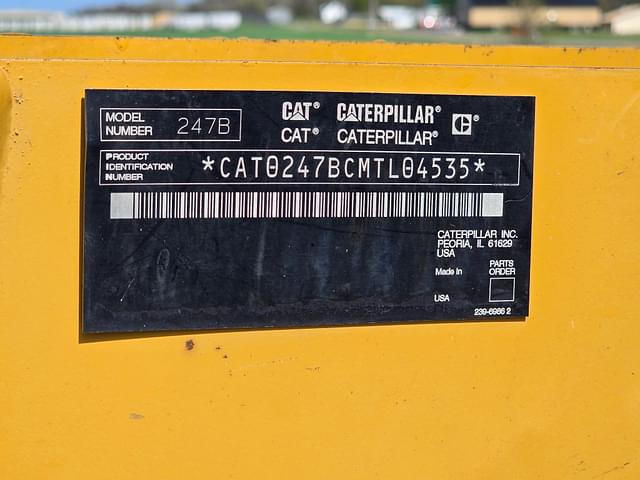 MODEL NUMBER 247B
CAT® CATERPILLAR® C®
CAT® CATERPILLAR®
PRODUCT IDENTIFICATION NUMBER *CAT0247BCMTL04535*
CATERPILLAR INC.
PEORIA, IL 61629
USA
Made in
PARTS ORDER
USA
239-6986 2